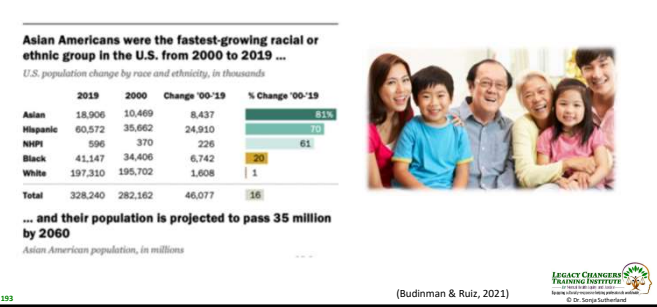 Asian Americans were the fastest-growing racial or
ethnic group in the U.S. from 2000 to 2019 ...
U.S. population change by race and ethnicity, in thousands
2019 2000 Change '00-'19 % Change '00-'19
Asian 18,906 10,469 8,437 81%
Hispanic 60,572 35,662 24,910 70
NHPI 596 370 226 61
Black 41,147 34,406 6,742 20
White 197,310 195,702 1,608 1
Total 328,240 282,162 46,077 16
... and their population is projected to pass 35 million
by 2060
Asian American population, in millions
(Budinman & Ruiz, 2021)
LEGACY CHANGERS
TRAINING INSTITUTE
© Dr. SonjaSutherland
193